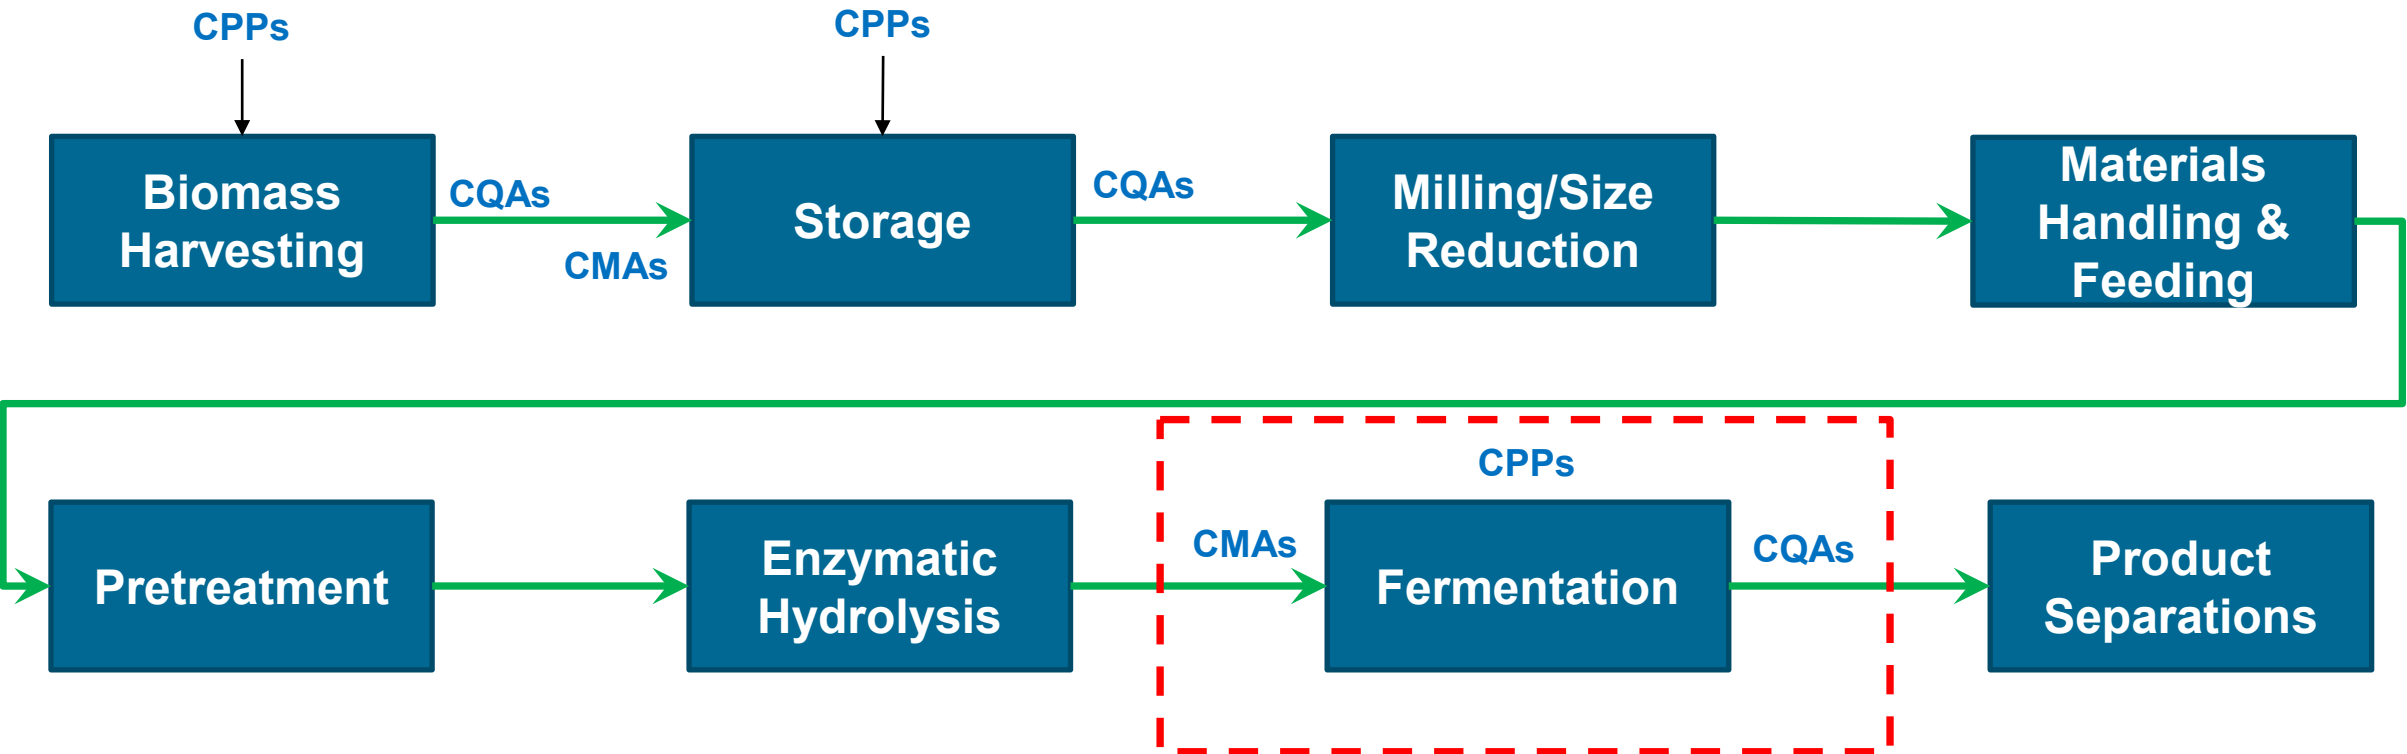 CPPs
CPPs
Biomass
Harvesting
CQAs
CMAs
Storage
CQAs
Milling/Size
Reduction
Materials
Handling &
Feeding
Pretreatment
Enzymatic
Hydrolysis
CMAs
CPPs
Fermentation
CQAs
Product
Separations